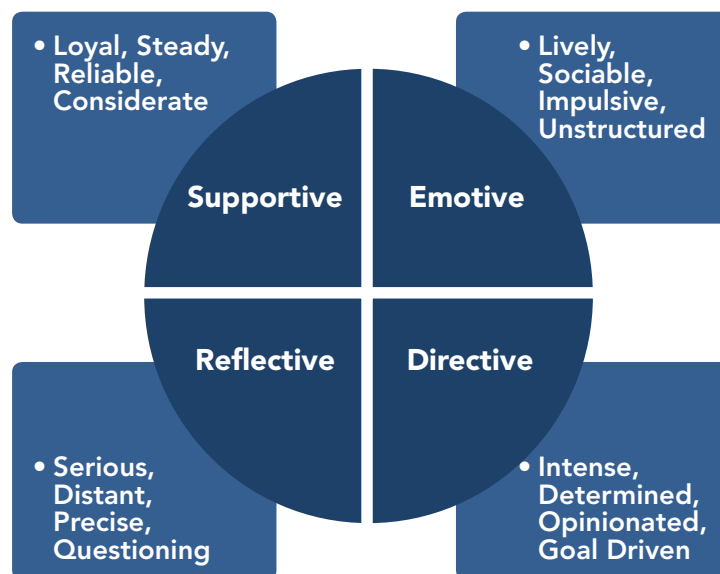 • Loyal, Steady,
Reliable,
Considerate
• Lively,
Sociable,
Impulsive,
Unstructured
Supportive
Emotive
Reflective
Directive
• Serious,
Distant,
Precise,
Questioning
• Intense,
Determined,
Opinionated,
Goal Driven